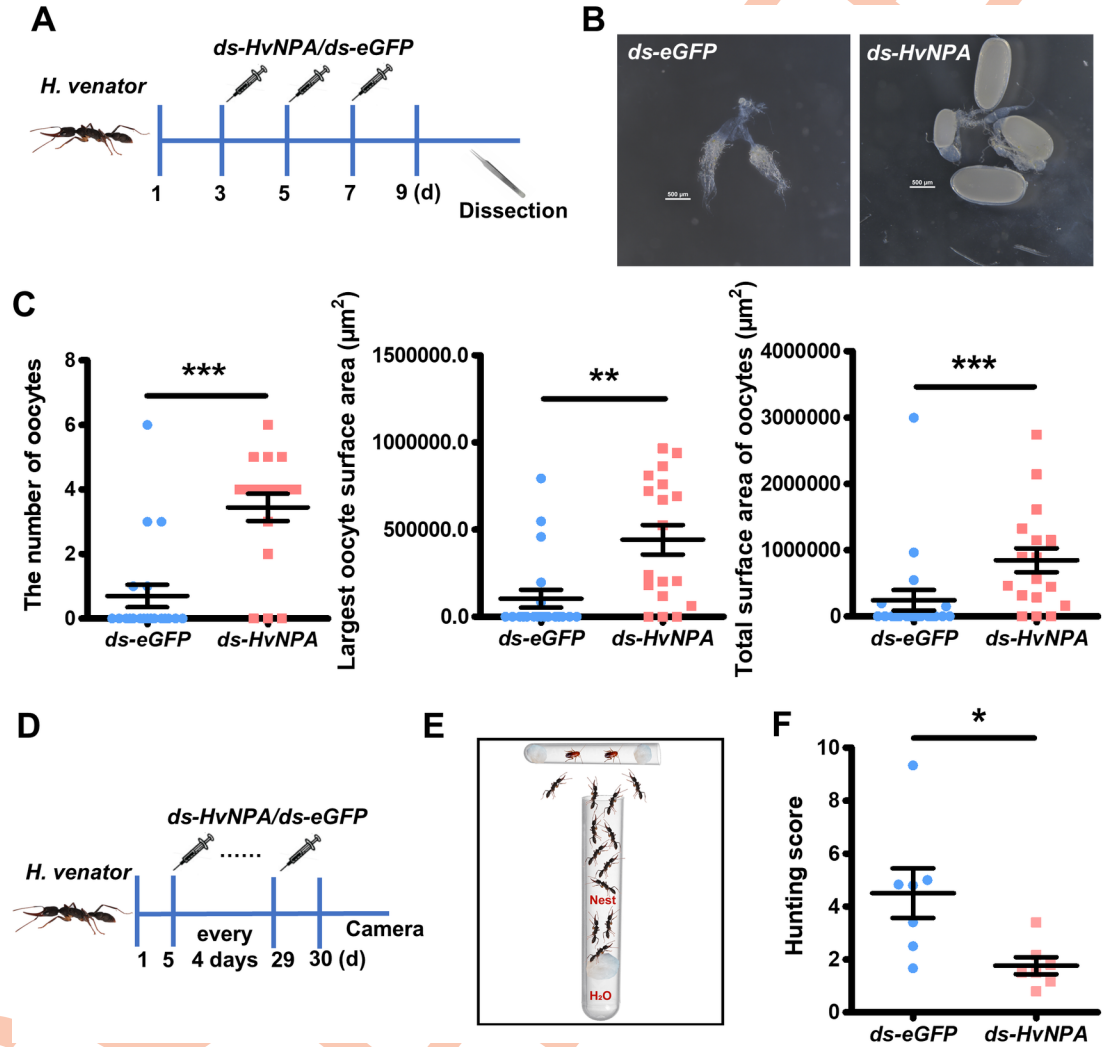 A
ds-HvNPA/ds-eGFP
H. venator
1 3 5 7 9 (d)
Dissection
B
ds-eGFP
ds-HvNPA
500 μm
500 μm
C
The number of oocytes
8
6
4
2
0
***
ds-eGFP
ds-HvNPA
Largest oocyte surface area (μm²)
1500000.0
1000000.0
500000.0
0.0
**
ds-eGFP
ds-HvNPA
Total surface area of oocytes (μm²)
4000000
3000000
2000000
1000000
0
***
ds-eGFP
ds-HvNPA
D
ds-HvNPA/ds-eGFP
......
H. venator
every
4 days
Camera
1 5 29 30 (d)
E
Nest
H₂O
F
Hunting score
10
8
6
4
2
0
*
ds-eGFP
ds-HvNPA